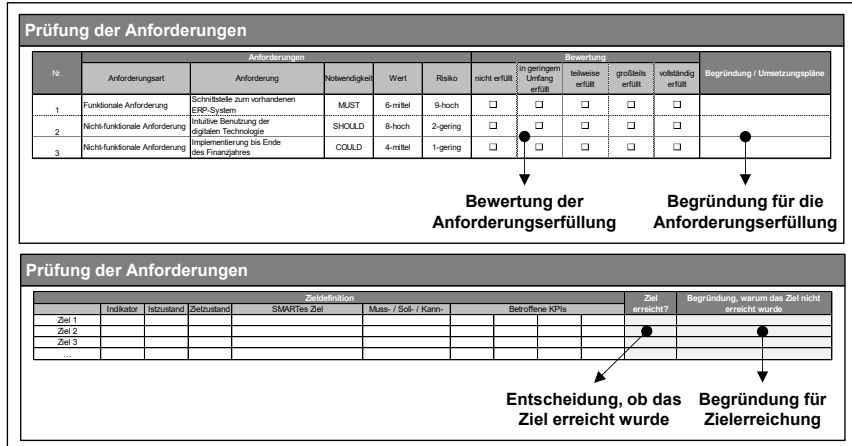 Prüfung der Anforderungen
Anforderungen
Bewertung
Nr.
Anforderungsart
Anforderung
Notwendigkeit
Wert
Risiko
nicht erfüllt
in geringem
Umfang
erfüllt
teilweise
erfüllt
großteils
erfüllt
vollständig
erfüllt
Begründung / Umsetzungspläne
1
Funktionale Anforderung
Schnittstelle zum vorhandenen
ERP-System
MUST
6-mittel
9-hoch
2
Nicht-funktionale Anforderung
Intuitive Benutzung der
digitalen Technologie
SHOULD
8-hoch
2-gering
3
Nicht-funktionale Anforderung
Implementierung bis Ende
des Finanzjahres
COULD
4-mittel
1-gering
Bewertung der
Anforderungserfüllung
Begründung für die
Anforderungserfüllung
Prüfung der Anforderungen
Zieldefinition
Ziel
erreicht?
Begründung, warum das Ziel nicht
erreicht wurde
Indikator
Istzustand
Zielzustand
SMARTes Ziel
Muss- / Soll- / Kann-
Betroffene KPIs
Ziel 1
Ziel 2
Ziel 3
…
Entscheidung, ob das
Ziel erreicht wurde
Begründung für
Zielerreichung